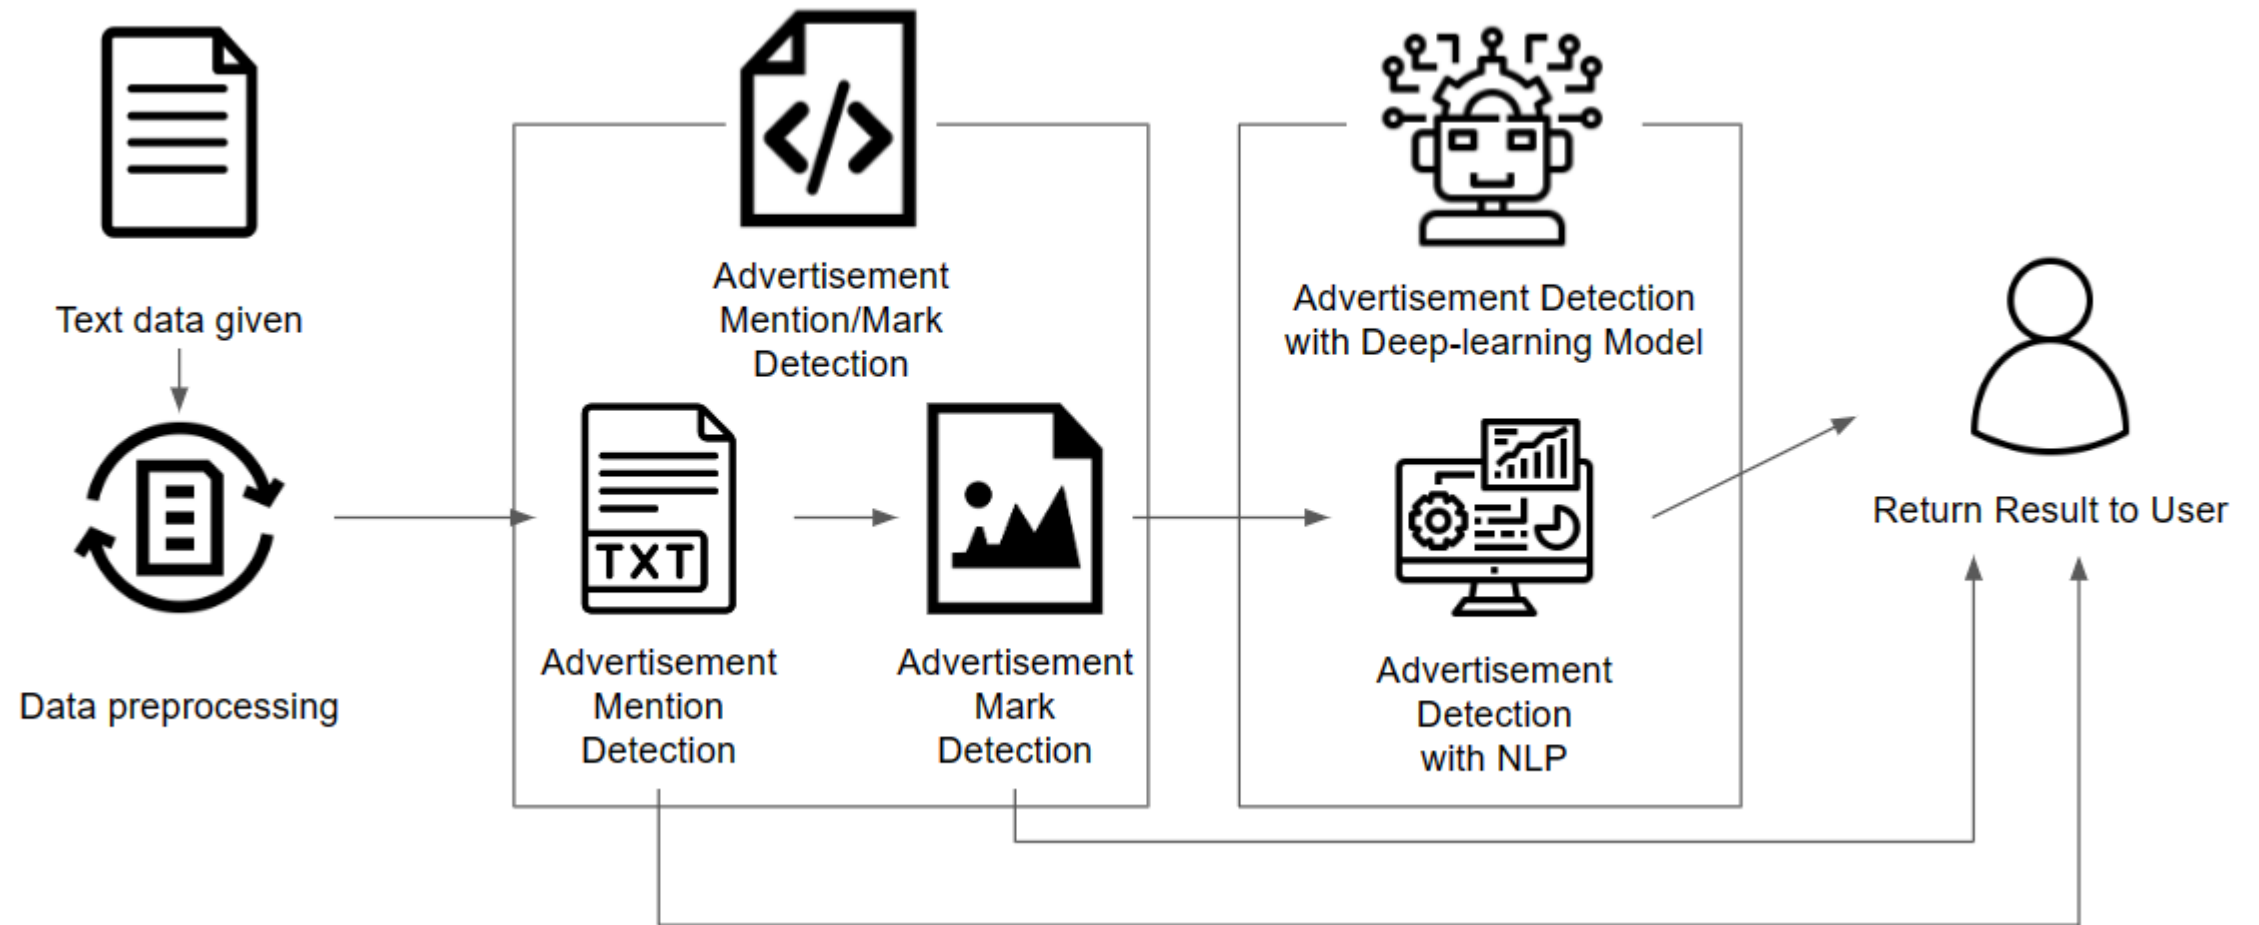 Text data given
Data preprocessing
Advertisement
Mention/Mark
Detection
TXT
Advertisement
Mention
Detection
Advertisement
Mark
Detection
Advertisement Detection
with Deep-learning Model
Advertisement
Detection
with NLP
Return Result to User